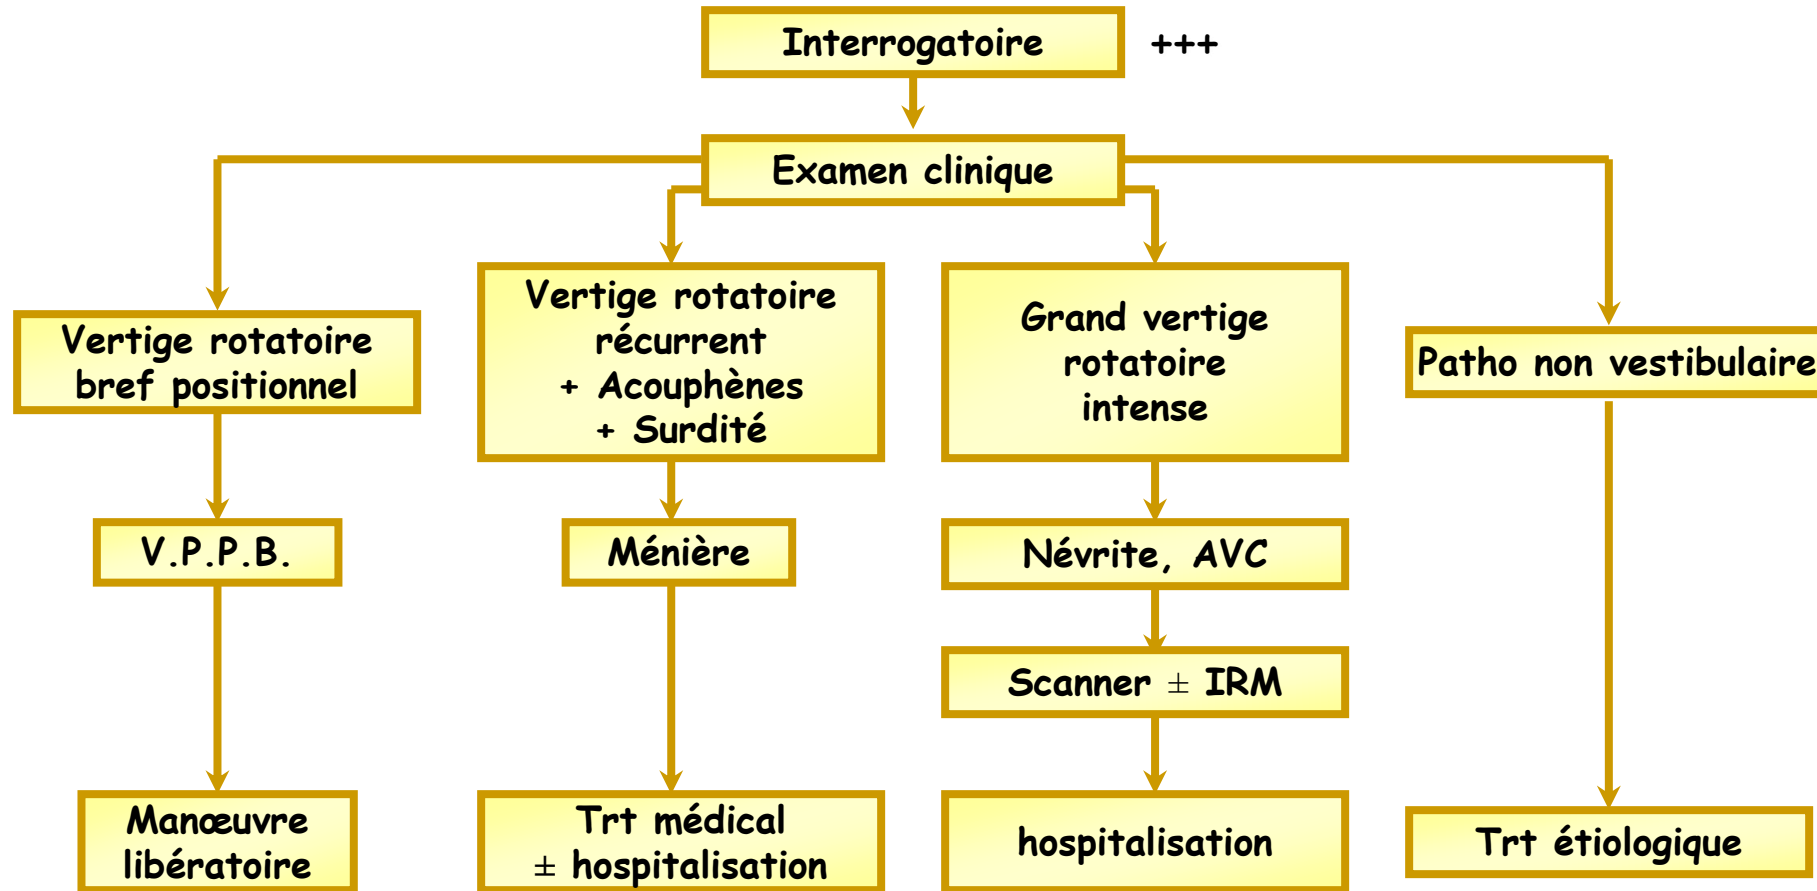 Interrogatoire +++
Examen clinique
Vertige rotatoire
bref positionnel
V.P.P.B.
Manœuvre
libératoire
Vertige rotatoire
récurrent
+ Acouphènes
+ Surdité
Ménière
Trt médical
± hospitalisation
Grand vertige
rotatoire
intense
Névrite, AVC
Scanner ± IRM
hospitalisation
Patho non vestibulaire
Trt étiologique